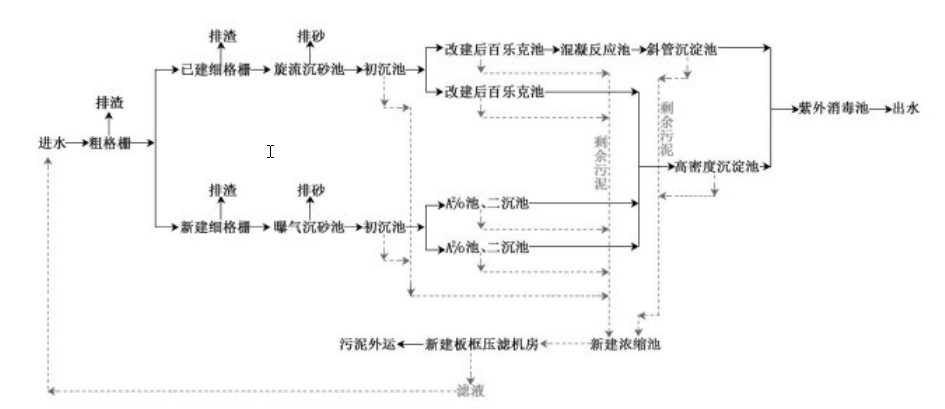 排渣
排砂
已建细格栅
旋流沉砂池
初沉池
改建后百乐克池
混凝反应池
斜管沉淀池
排渣
改建后百乐克池
剩余污泥
紫外消毒池
出水
进水
粗格栅
剩余污泥
高密度沉淀池
排渣
排砂
A²/o池、二沉池
新建细格栅
曝气沉砂池
初沉池
A²/o池、二沉池
污泥外运
新建板框压滤机房
新建浓缩池
滤液